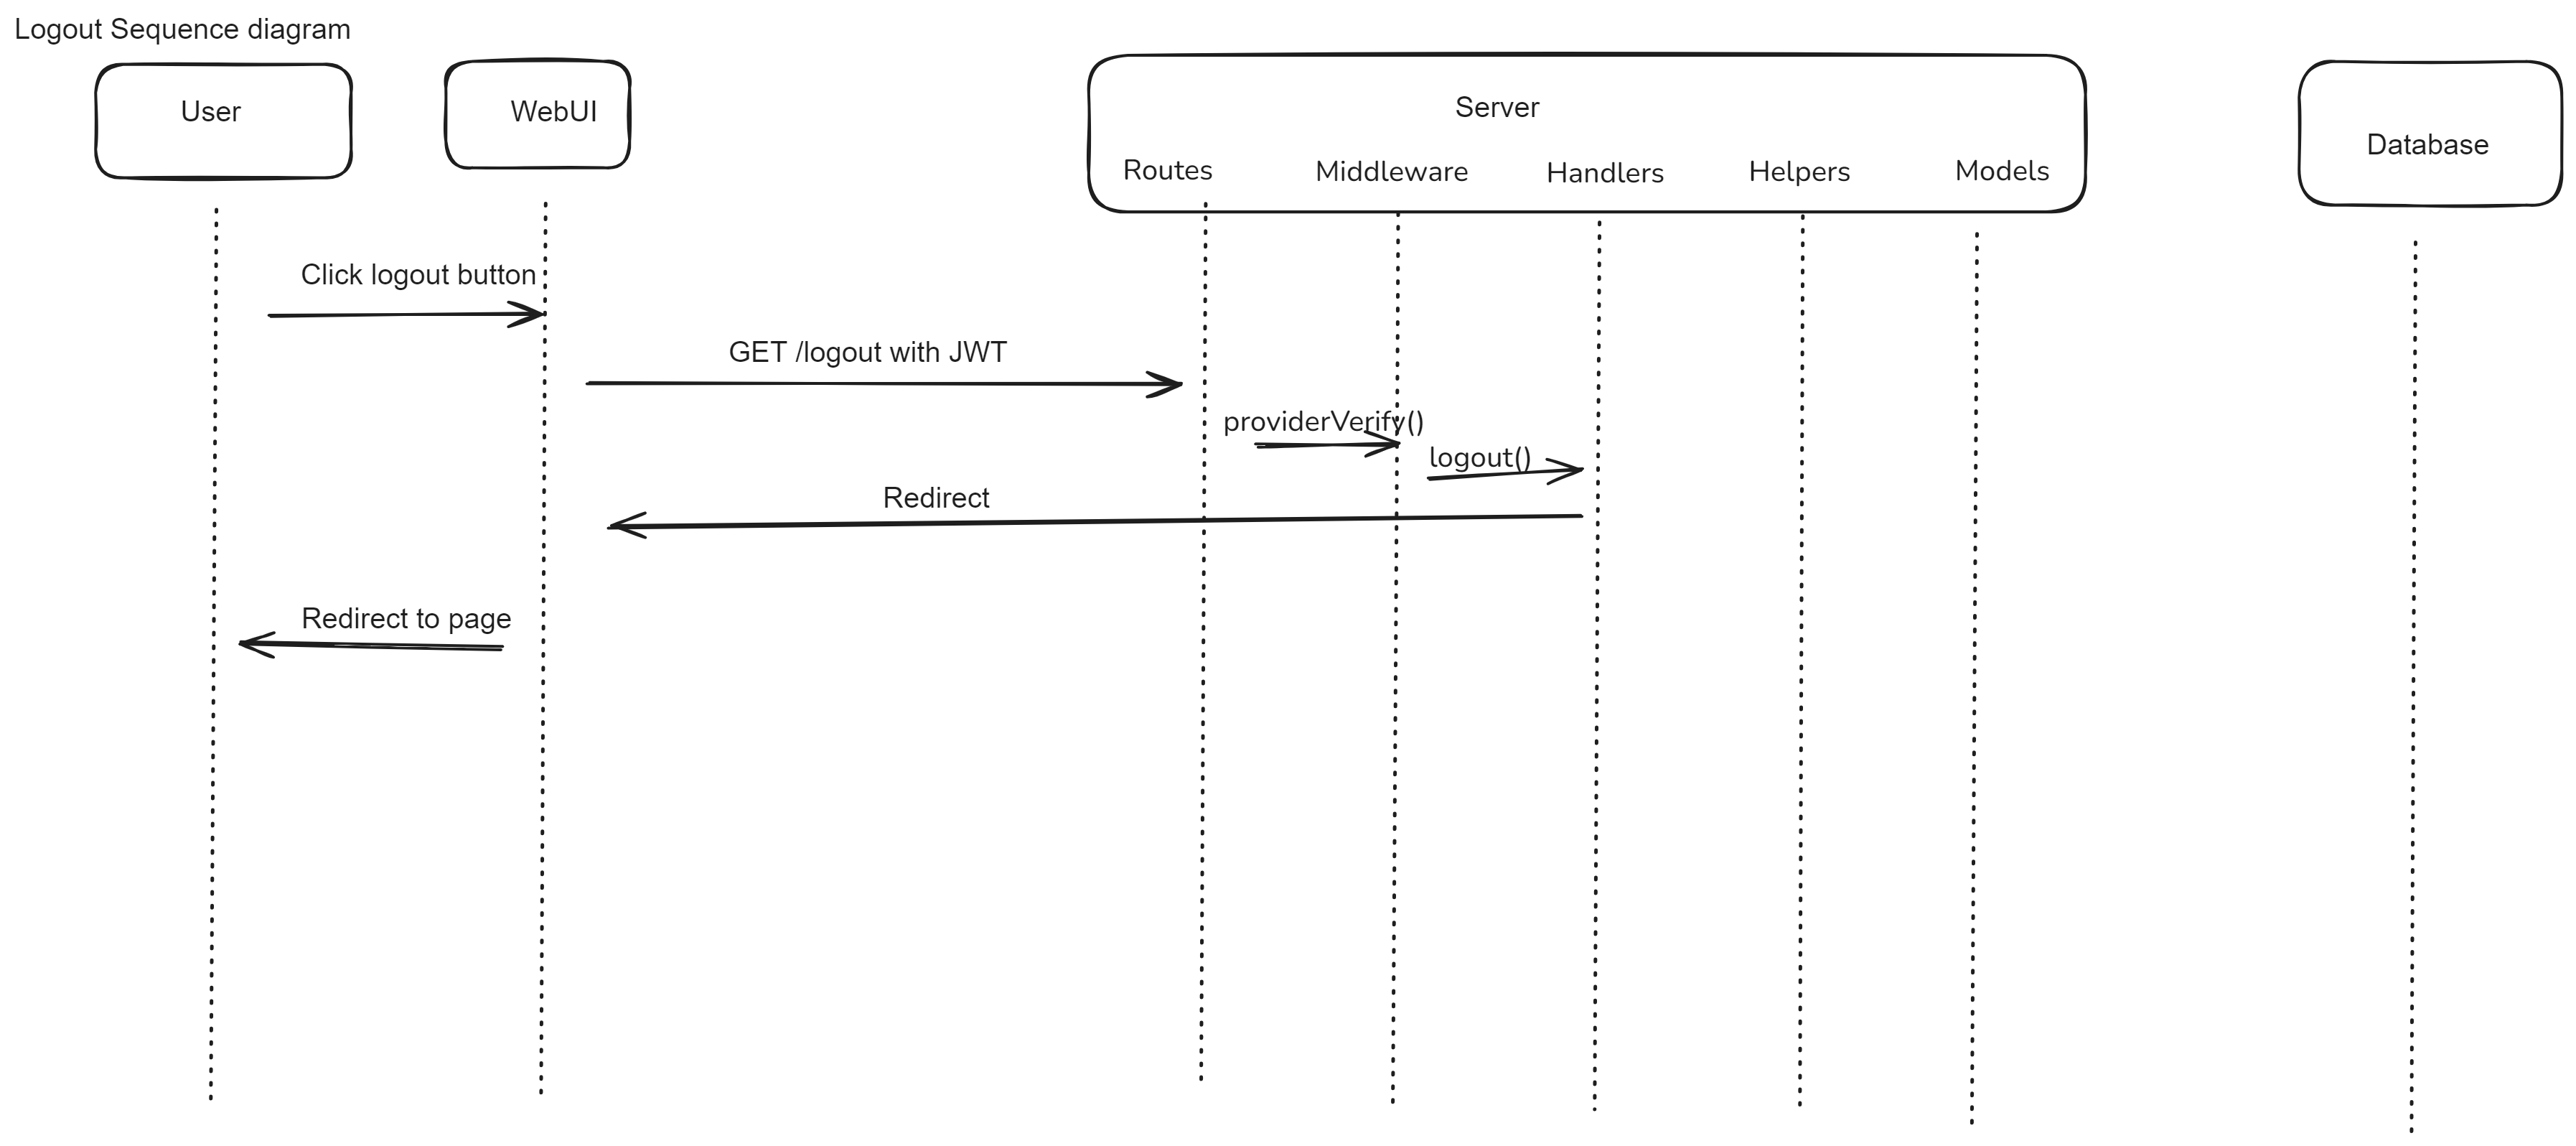 Logout Sequence diagram
User
WebUI
Server
Routes
Middleware
Handlers
Helpers
Models
Database
Click logout button
GET /logout with JWT
providerVerify()
logout()
Redirect
Redirect to page